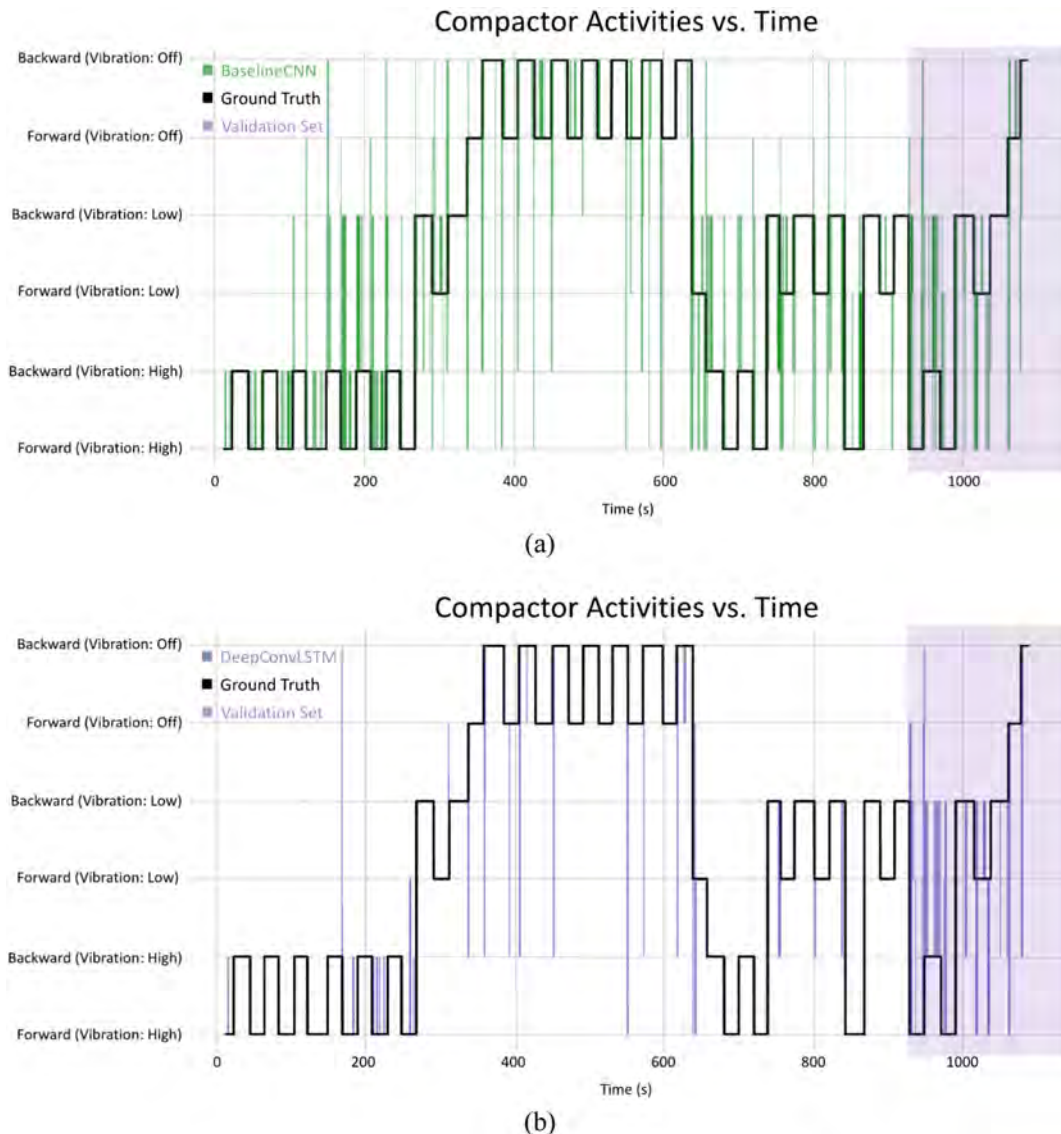 Compactor Activities vs. Time
Backward (Vibration: Off)
BaselineCNN
Ground Truth
Forward (Vibration: Off)
Validation Set
Backward (Vibration: Low)
Forward (Vibration: Low)
Backward (Vibration: High)
Forward (Vibration: High)
0 200 400 600 800 1000
Time (s)
(a)
Compactor Activities vs. Time
Backward (Vibration: Off)
DeepConvLSTM
Ground Truth
Validation Set
Forward (Vibration: Off)
Backward (Vibration: Low)
Forward (Vibration: Low)
Backward (Vibration: High)
Forward (Vibration: High)
0 200 400 600 800 1000
Time (s)
(b)